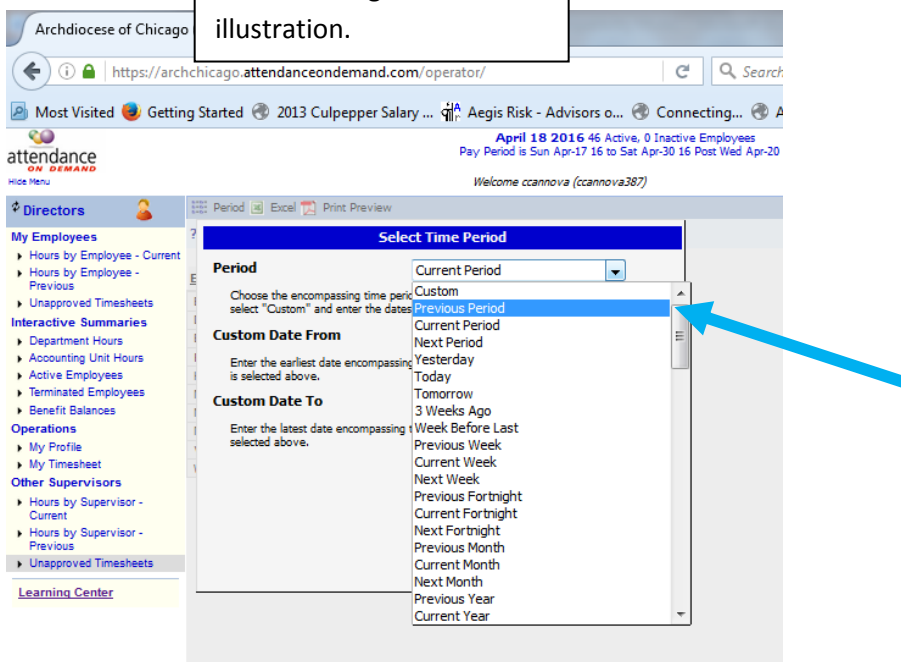 illustration.
Archdiocese of Chicago
https://archchicago.attendanceondemand.com/operator/
Search
Most Visited Getting Started 2013 Culpepper Salary ... Aegis Risk - Advisors o... Connecting...
attendance
ON DEMAND
Hide Menu
April 18 2016 46 Active, 0 Inactive Employees
Pay Period is Sun Apr-17 16 to Sat Apr-30 16 Post Wed Apr-20
Welcome ccannova (ccannova387)
Directors
Period Excel Print Preview
My Employees
Hours by Employee - Current
Hours by Employee -
Previous
Unapproved Timesheets
Interactive Summaries
Department Hours
Accounting Unit Hours
Active Employees
Terminated Employees
Benefit Balances
Operations
My Profile
My Timesheet
Other Supervisors
Hours by Supervisor -
Current
Hours by Supervisor -
Previous
Unapproved Timesheets
Learning Center
?
Select Time Period
Period
Current Period
Choose the encompassing time
select "Custom" and enter the dates
Custom Date From
Enter the earliest date encompassing
is selected above.
Custom Date To
Enter the latest date encompassing
selected above.
Custom
Previous Period
Current Period
Next Period
Yesterday
Today
Tomorrow
3 Weeks Ago
Week Before Last
Previous Week
Current Week
Next Week
Previous Fortnight
Current Fortnight
Next Fortnight
Previous Month
Current Month
Next Month
Previous Year
Current Year